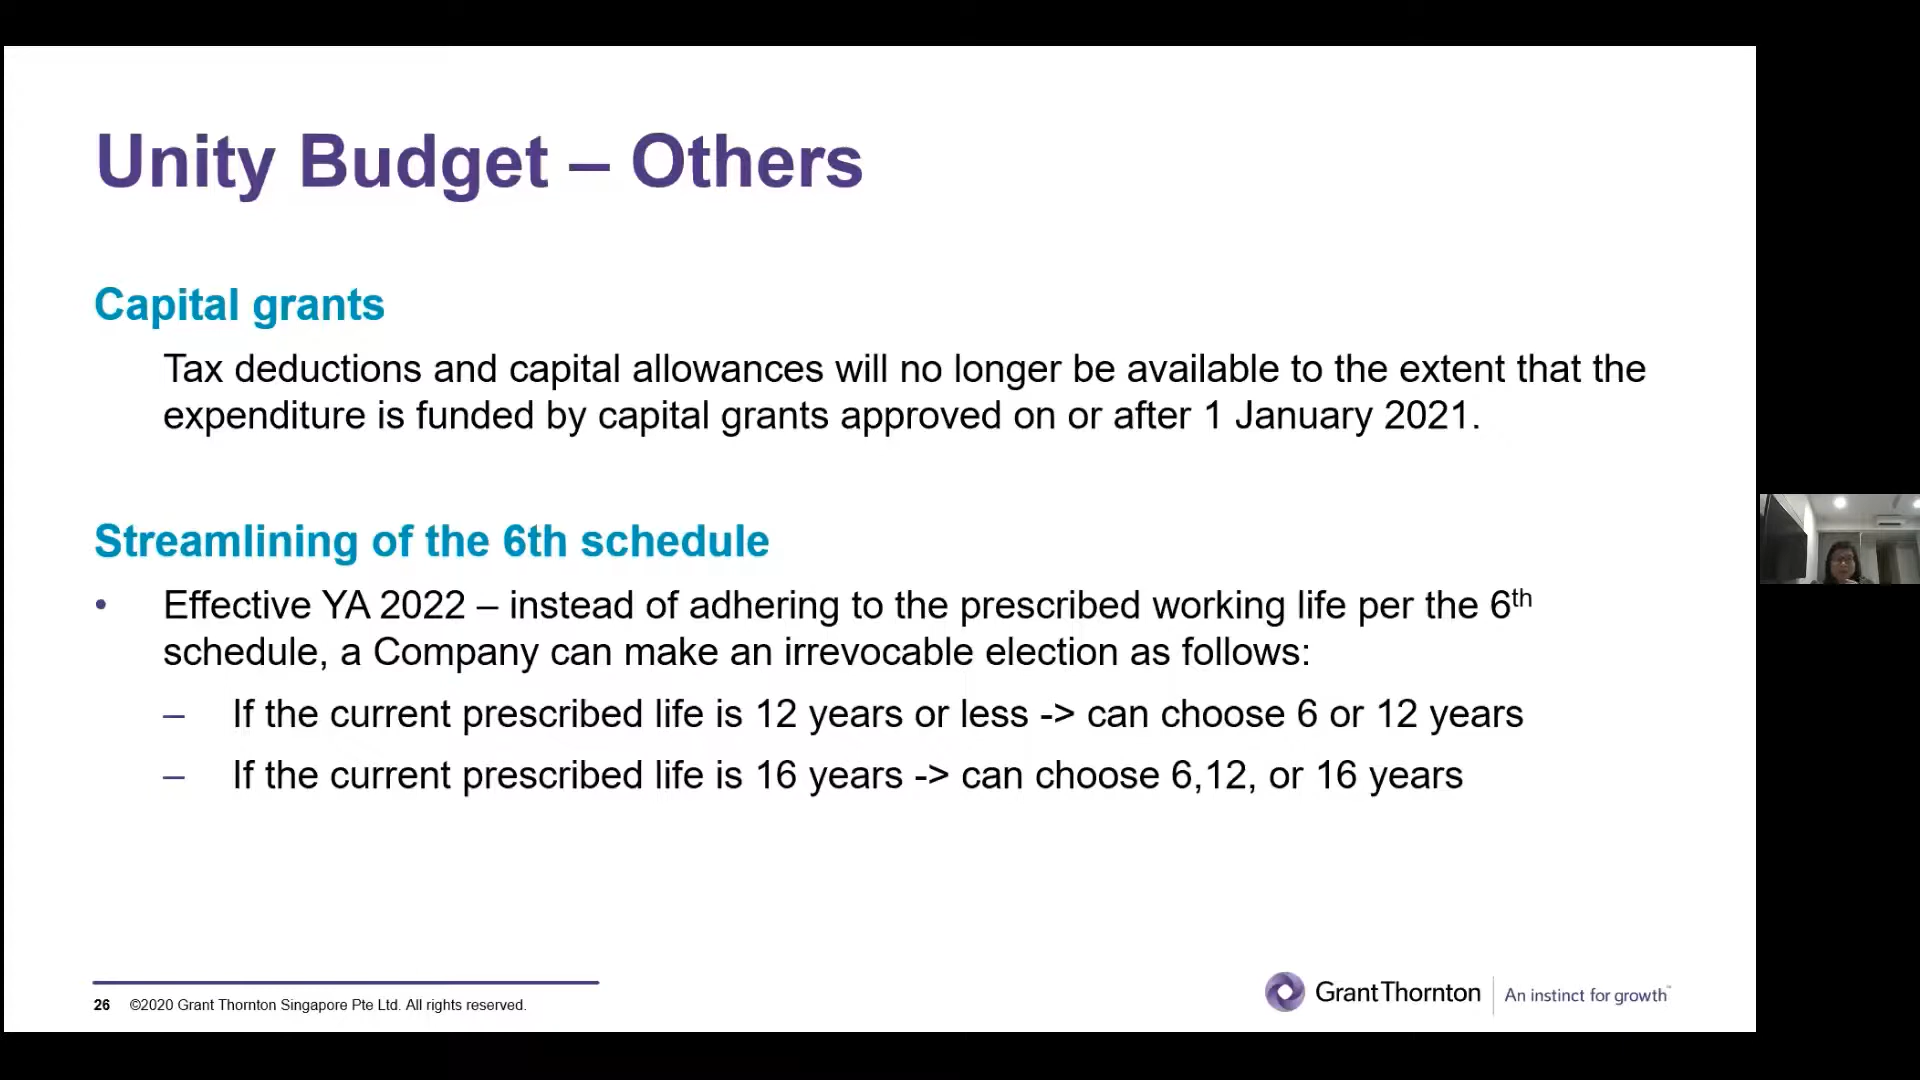 Unity Budget – Others
Capital grants
Tax deductions and capital allowances will no longer be available to the extent that the
expenditure is funded by capital grants approved on or after 1 January 2021.
Streamlining of the 6th schedule
• Effective YA 2022 – instead of adhering to the prescribed working life per the 6th
schedule, a Company can make an irrevocable election as follows:
– If the current prescribed life is 12 years or less -> can choose 6 or 12 years
– If the current prescribed life is 16 years -> can choose 6,12, or 16 years
26 ©2020 Grant Thornton Singapore Pte Ltd. All rights reserved.
Grant Thornton An instinct for growth™